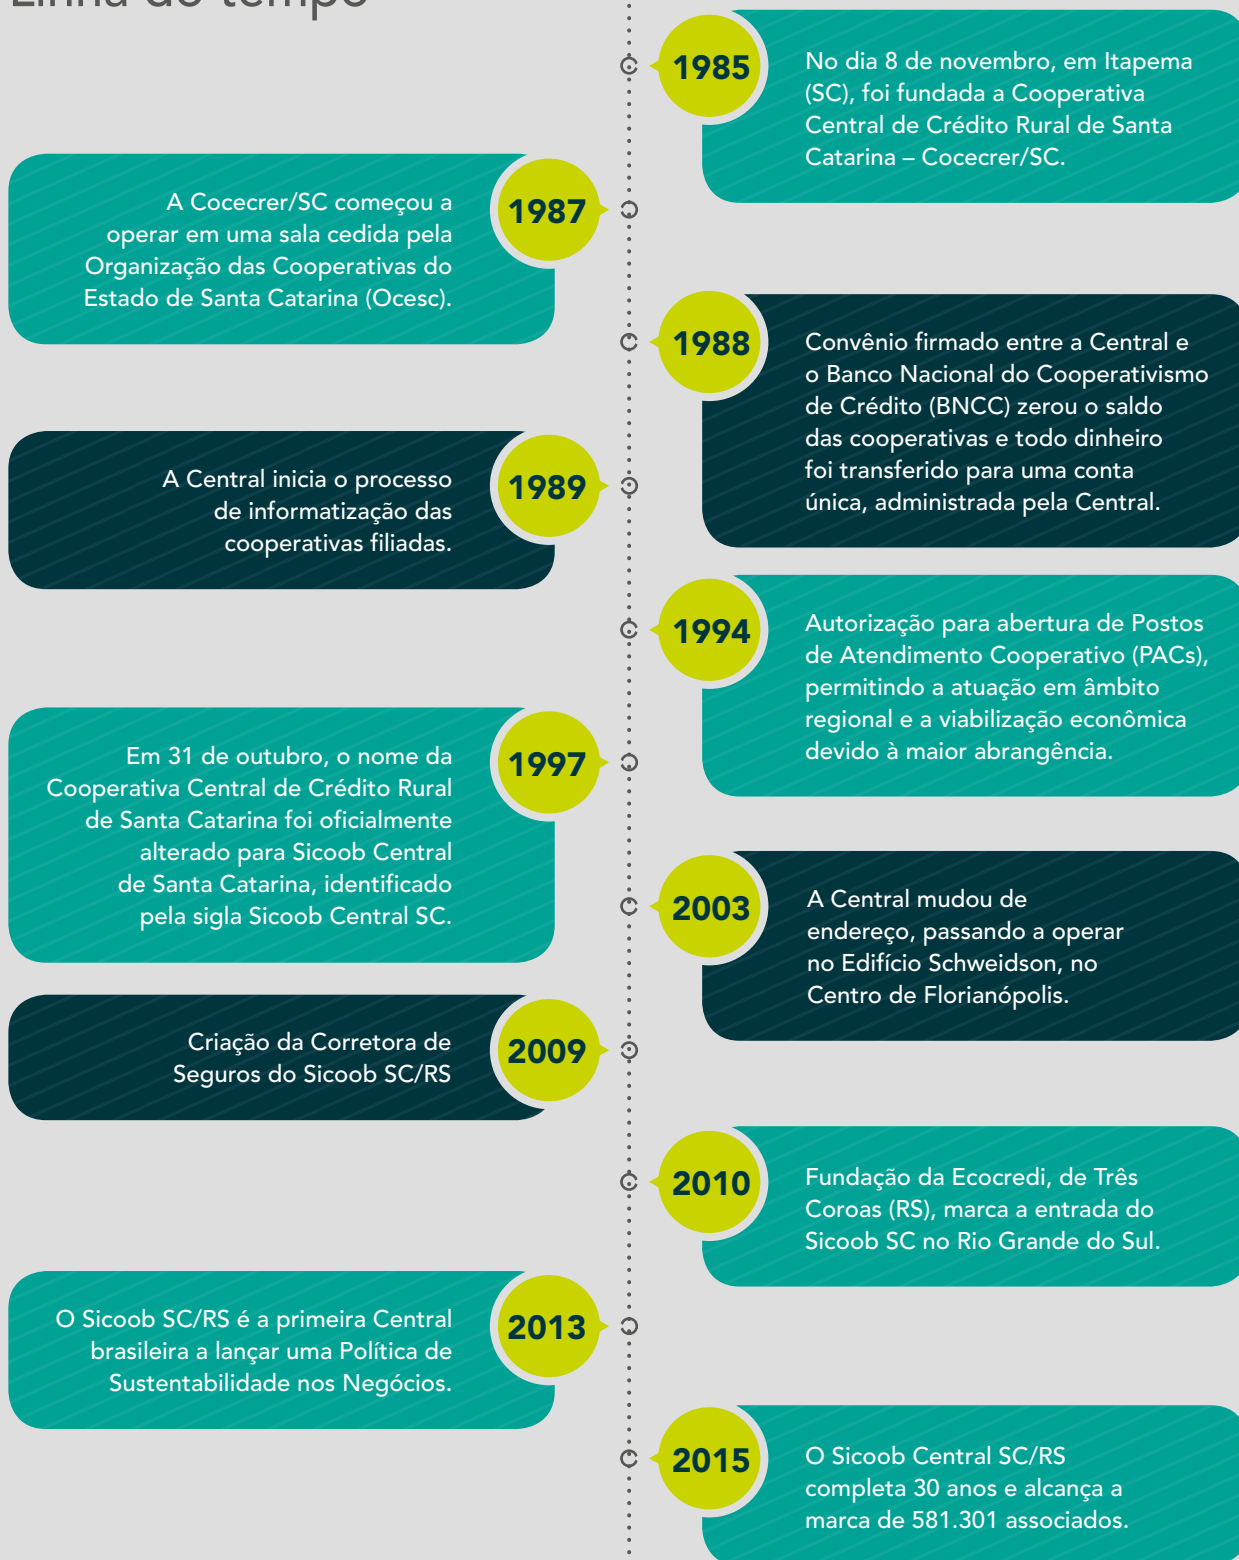 Linha do tempo
1985
No dia 8 de novembro, em Itapema
(SC), foi fundada a Cooperativa
Central de Crédito Rural de Santa
Catarina – Cocecrer/SC.
1987
A Cocecrer/SC começou a
operar em uma sala cedida pela
Organização das Cooperativas do
Estado de Santa Catarina (Ocesc).
1988
Convênio firmado entre a Central e
o Banco Nacional do Cooperativismo
de Crédito (BNCC) zerou o saldo
das cooperativas e todo dinheiro
foi transferido para uma conta
única, administrada pela Central.
1989
A Central inicia o processo
de informatização das
cooperativas filiadas.
1994
Autorização para abertura de Postos
de Atendimento Cooperativo (PACs),
permitindo a atuação em âmbito
regional e a viabilização econômica
devido à maior abrangência.
1997
Em 31 de outubro, o nome da
Cooperativa Central de Crédito Rural
de Santa Catarina foi oficialmente
alterado para Sicoob Central
de Santa Catarina, identificado
pela sigla Sicoob Central SC.
2003
A Central mudou de
endereço, passando a operar
no Edifício Schweidson, no
Centro de Florianópolis.
2009
Criação da Corretora de
Seguros do Sicoob SC/RS
2010
Fundação da Ecocredi, de Três
Coroas (RS), marca a entrada do
Sicoob SC no Rio Grande do Sul.
2013
O Sicoob SC/RS é a primeira Central
brasileira a lançar uma Política de
Sustentabilidade nos Negócios.
2015
O Sicoob Central SC/RS
completa 30 anos e alcança a
marca de 581.301 associados.